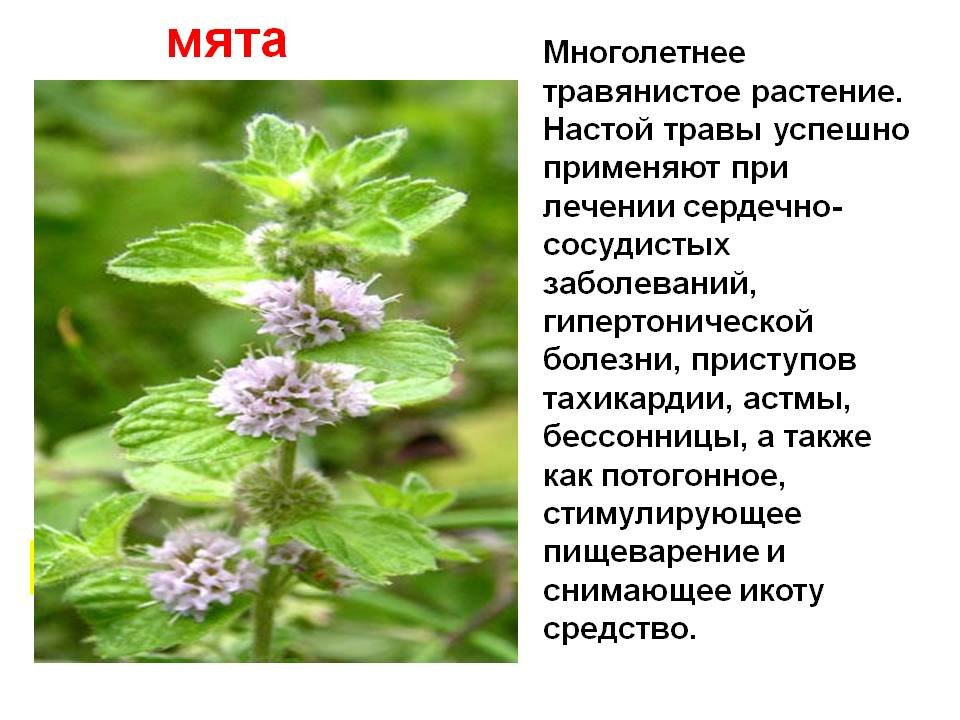 мята
Многолетнее
травянистое растение.
Настой травы успешно
применяют при
лечении сердечно-
сосудистых
заболеваний,
гипертонической
болезни, приступов
тахикардии, астмы,
бессонницы, а также
как потогонное,
стимулирующее
пищеварение и
снимающее икоту
средство.